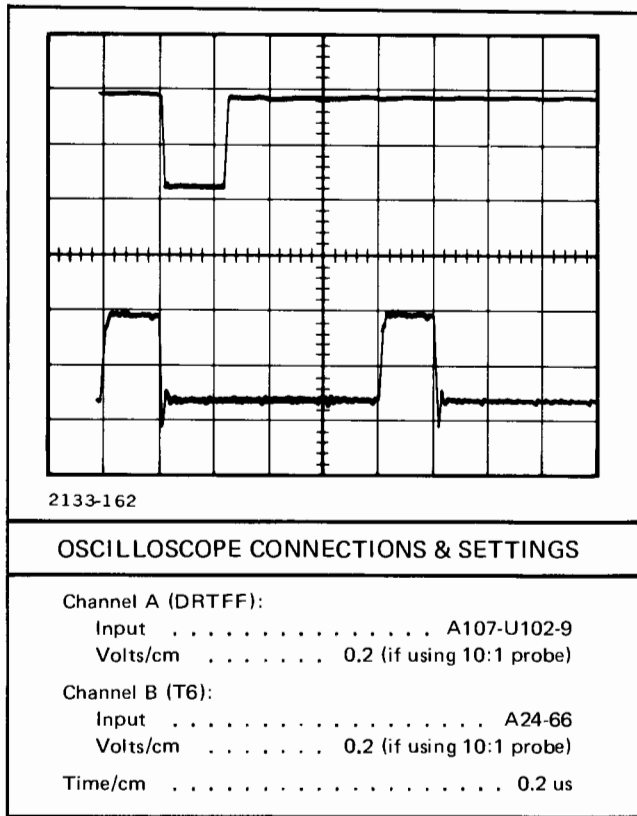 2133-162
OSCILLOSCOPE CONNECTIONS & SETTINGS
Channel A (DRTFF):
Input . . . . . . . . . . . . . . A107-U102-9
Volts/cm . . . . . . . 0.2 (if using 10:1 probe)
Channel B (T6):
Input . . . . . . . . . . . . . . . . A24-66
Volts/cm . . . . . . . 0.2 (if using 10:1 probe)
Time/cm . . . . . . . . . . . . . . . . . . . 0.2 us